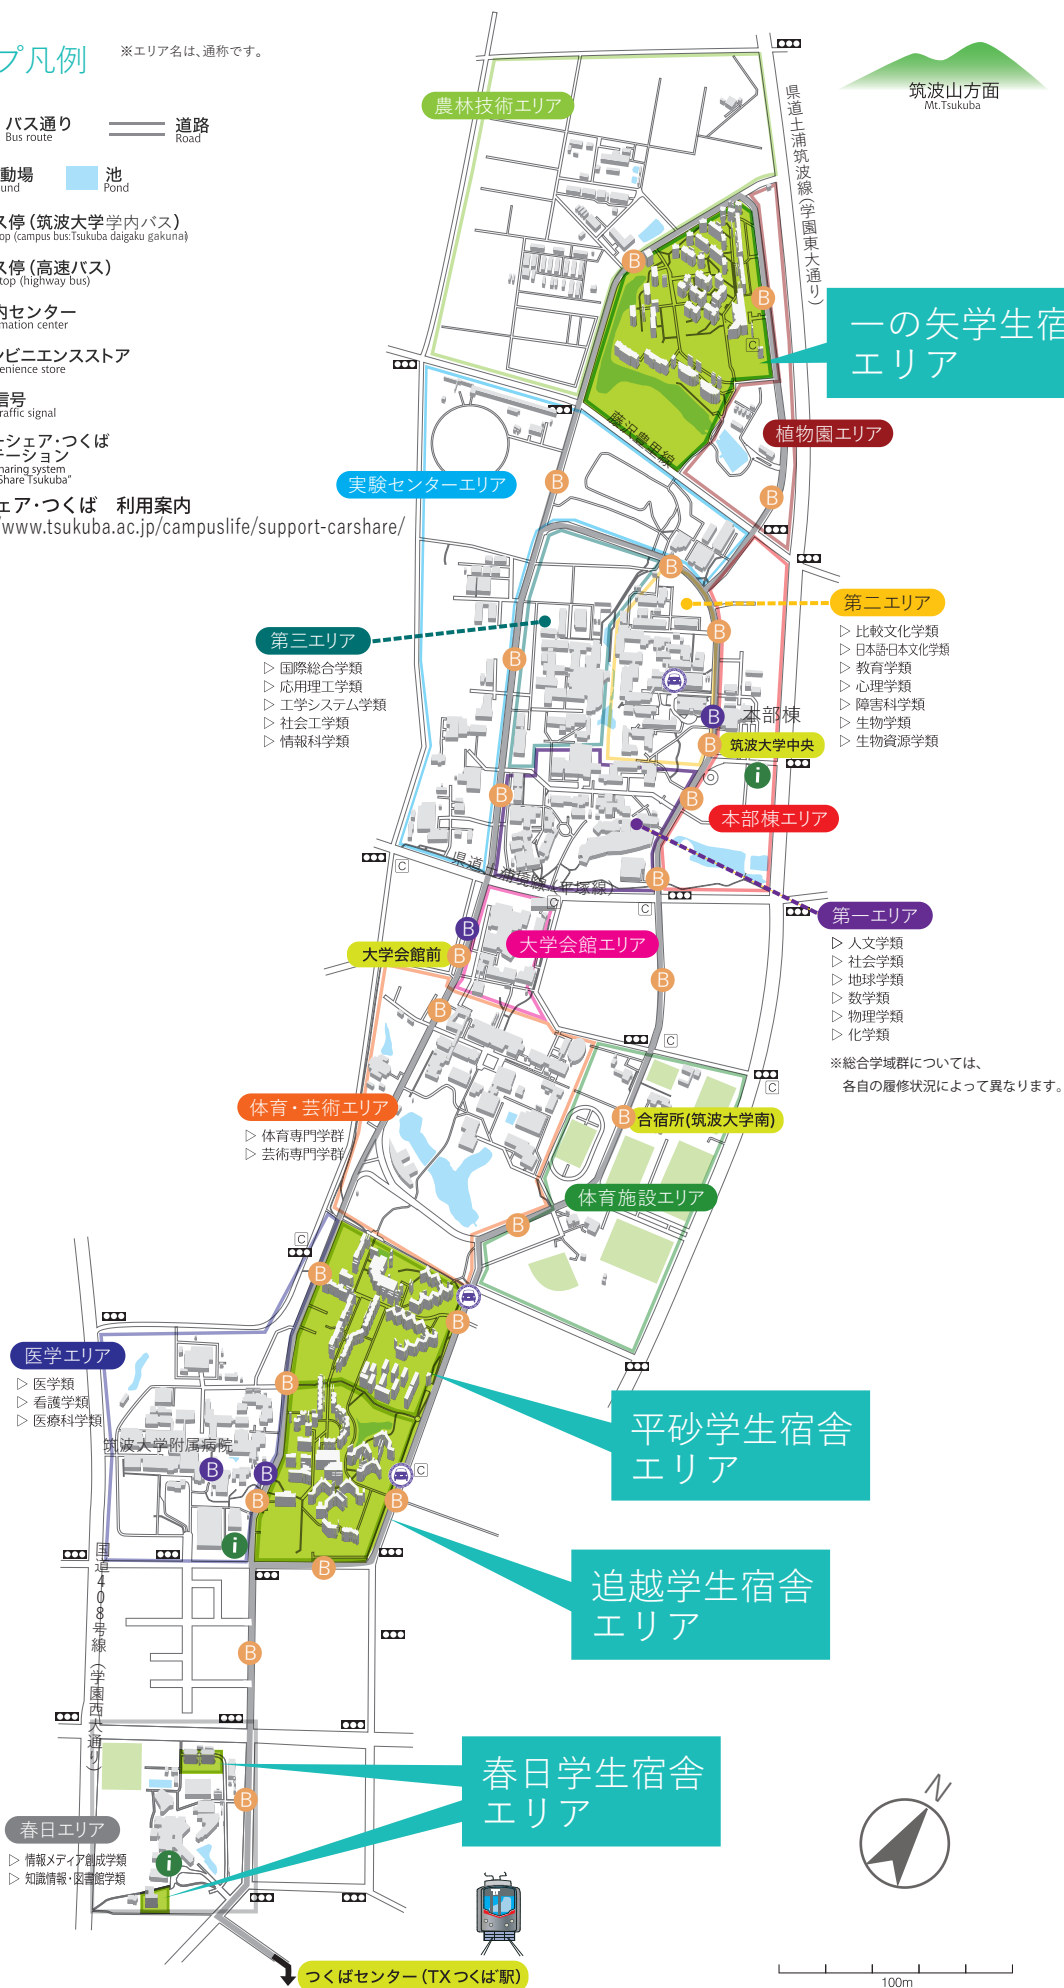 プ凡例
※エリア名は、通称です。
バス通り
Bus route
道路
Road
動場
und
池
Pond
ス停(筑波大学学内バス)
op (campus bus:Tsukuba daigaku gakunai)
ス停(高速バス)
top (highway bus)
内センター
mation center
ンビニエンスストア
enience store
信号
raffic signal
ーシェア・つくば
テーション
haring system
Share Tsukuba"
ェア・つくば 利用案内
/www.tsukuba.ac.jp/campuslife/support-carshare/
筑波山方面
Mt.Tsukuba
県道土浦筑波線(学園東大通り)
農林技術エリア
一の矢学生宿
エリア
植物園エリア
藤沢豊里線
実験センターエリア
第二エリア
▷ 比較文化学類
▷ 日本語・日本文化学類
▷ 教育学類
▷ 心理学類
▷ 障害科学類
▷ 生物学類
▷ 生物資源学類
第三エリア
▷ 国際総合学類
▷ 応用理工学類
▷ 工学システム学類
▷ 社会工学類
▷ 情報科学類
本部棟
筑波大学中央
本部棟エリア
県道土浦境線(平塚線)
第一エリア
▷ 人文学類
▷ 社会学類
▷ 地球学類
▷ 数学類
▷ 物理学類
▷ 化学類
※総合学域群については、
各自の履修状況によって異なります。
大学会館前
大学会館エリア
体育・芸術エリア
▷ 体育専門学群
▷ 芸術専門学群
合宿所(筑波大学南)
体育施設エリア
医学エリア
▷ 医学類
▷ 看護学類
▷ 医療科学類
筑波大学附属病院
平砂学生宿舎
エリア
追越学生宿舎
エリア
国道408号線(学園西大通り)
春日学生宿舎
エリア
春日エリア
▷ 情報メディア創成学類
▷ 知識情報・図書館学類
N
つくばセンター(TXつくば駅)
100m